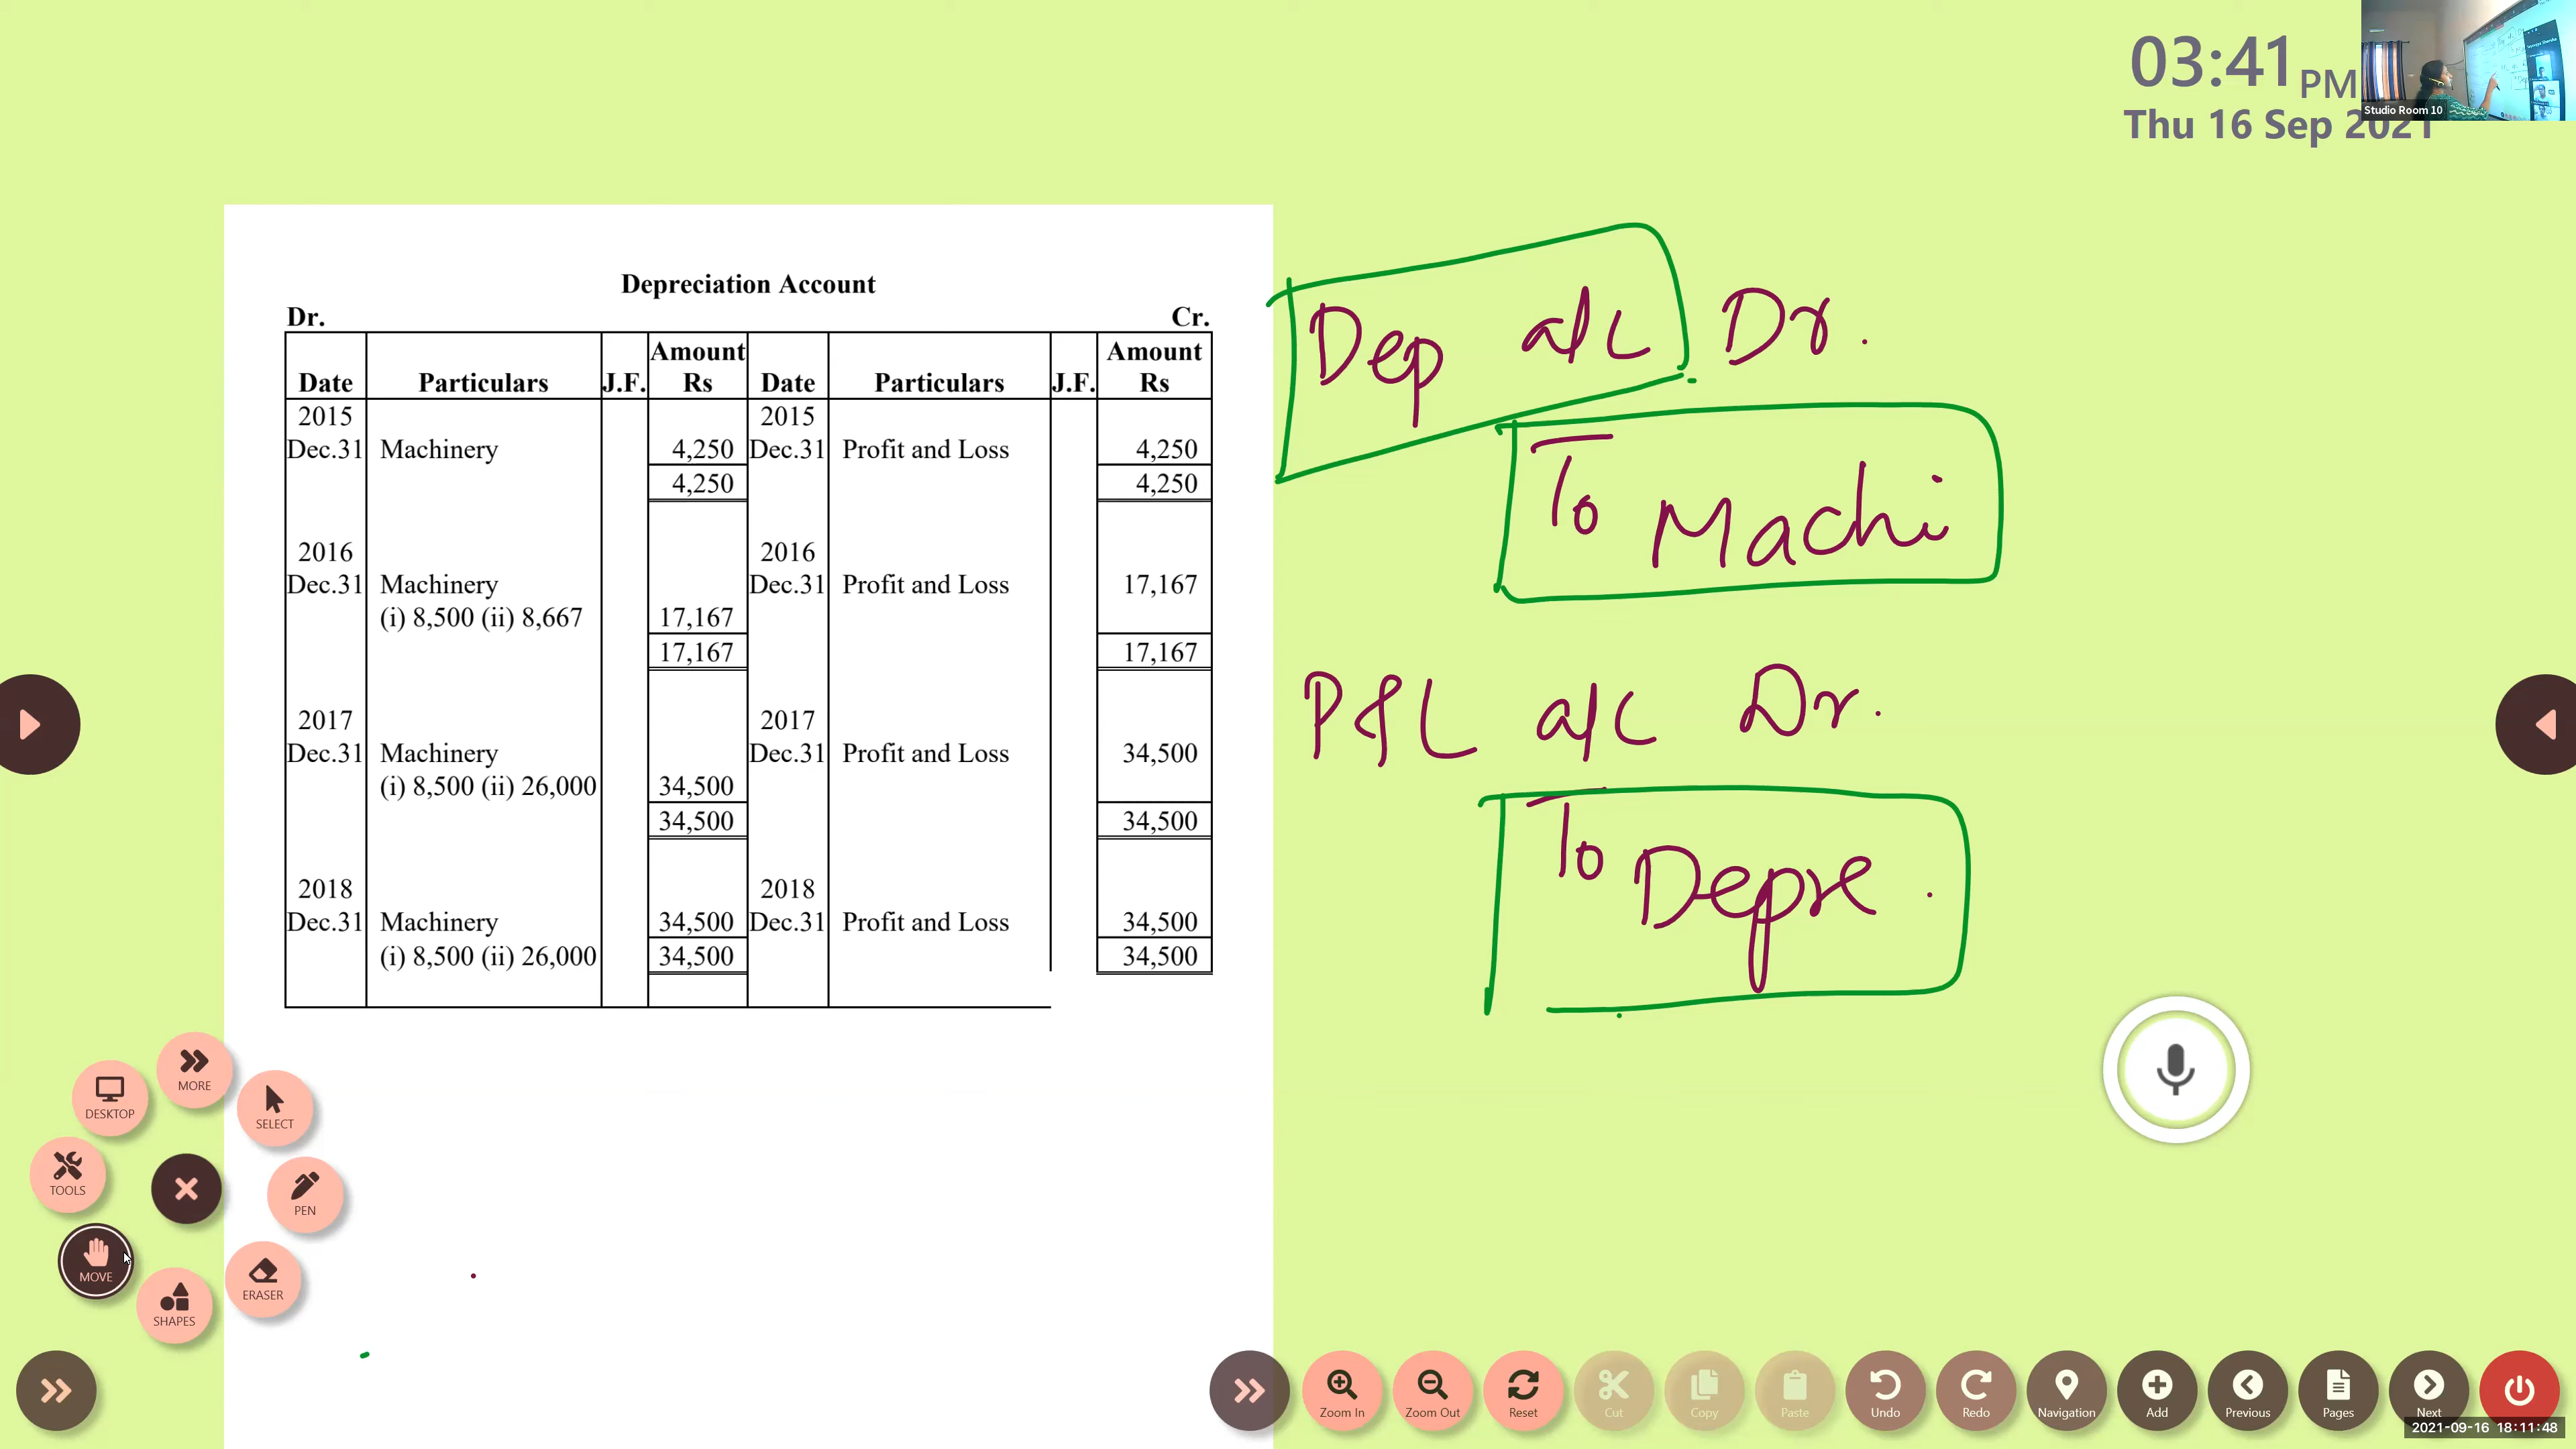 03:41 PM
Thu 16 Sep 2021
Studio Room 10
Depreciation Account
Dr. Cr.
Date Particulars J.F. Amount Rs Date Particulars J.F. Amount Rs
2015 2015
Dec.31 Machinery 4,250 Dec.31 Profit and Loss 4,250
4,250 4,250
2016 2016
Dec.31 Machinery Dec.31 Profit and Loss 17,167
(i) 8,500 (ii) 8,667 17,167
17,167 17,167
2017 2017
Dec.31 Machinery Dec.31 Profit and Loss 34,500
(i) 8,500 (ii) 26,000 34,500
34,500 34,500
2018 2018
Dec.31 Machinery 34,500 Dec.31 Profit and Loss 34,500
(i) 8,500 (ii) 26,000 34,500 34,500
Dep a/c Dr.
To Machi
P&L a/c Dr.
To Depre.
MORE
DESKTOP
SELECT
TOOLS
PEN
MOVE
ERASER
SHAPES
Zoom In Zoom Out Reset Cut Copy Paste Undo Redo Navigation Add Previous Pages Next
2021-09-16 18:11:48